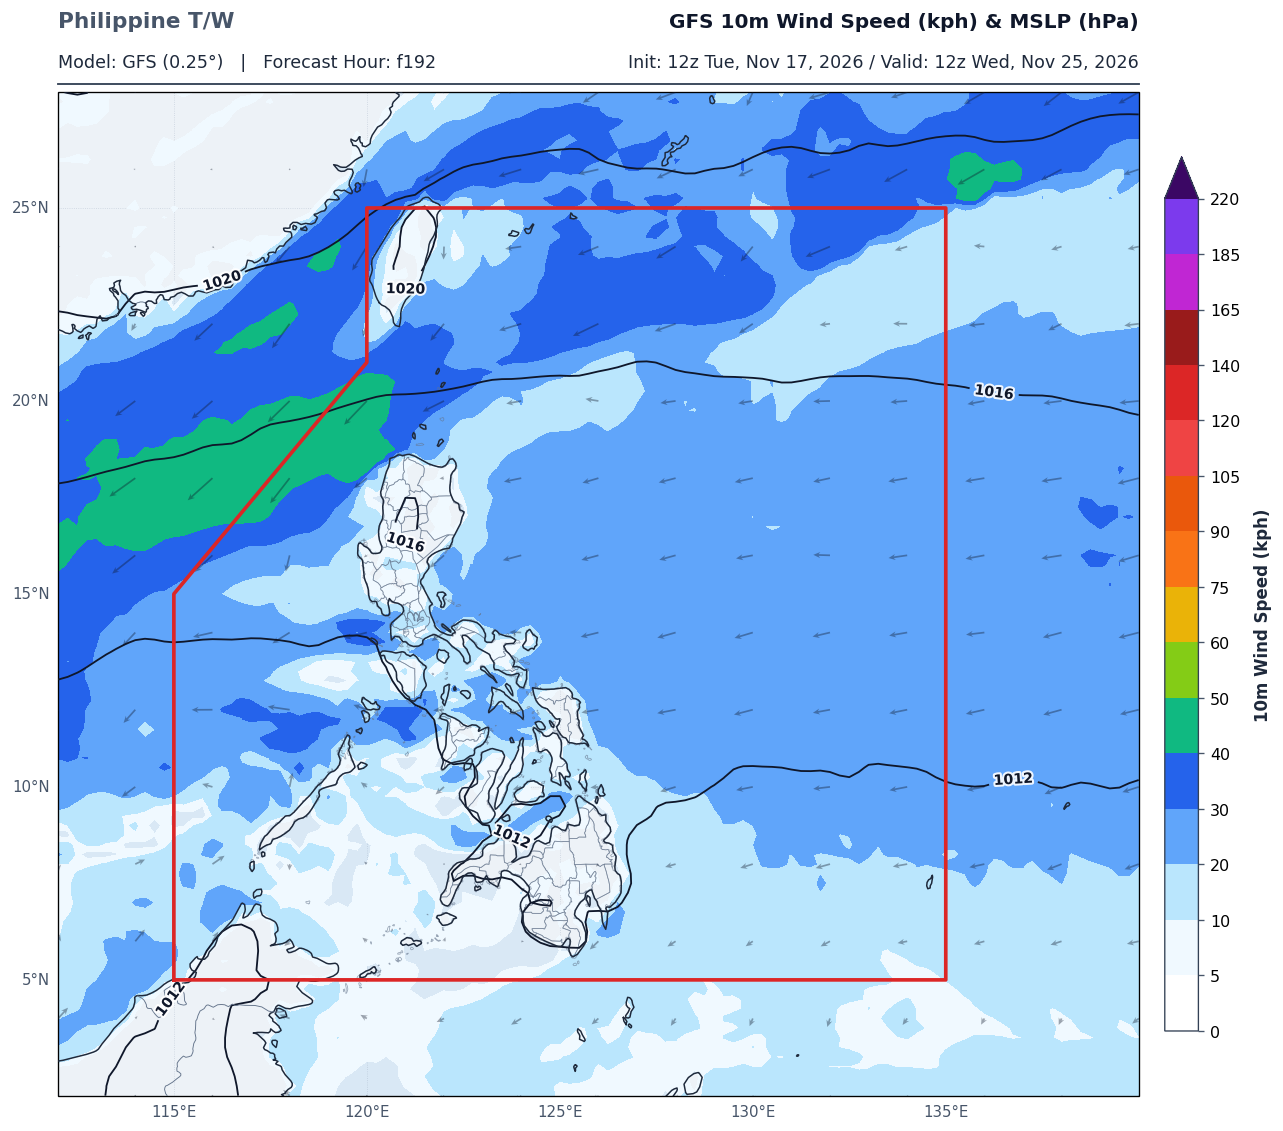 Philippine T/W
GFS 10m Wind Speed (kph) & MSLP (hPa)
Model: GFS (0.25°)   |   Forecast Hour: f192
Init: 12z Tue, Nov 17, 2026 / Valid: 12z Wed, Nov 25, 2026
25°N
20°N
15°N
10°N
5°N
115°E
120°E
125°E
130°E
135°E
1020
1020
1016
1016
1012
1012
1012
220
185
165
140
120
105
90
75
60
50
40
30
20
10
5
0
10m Wind Speed (kph)